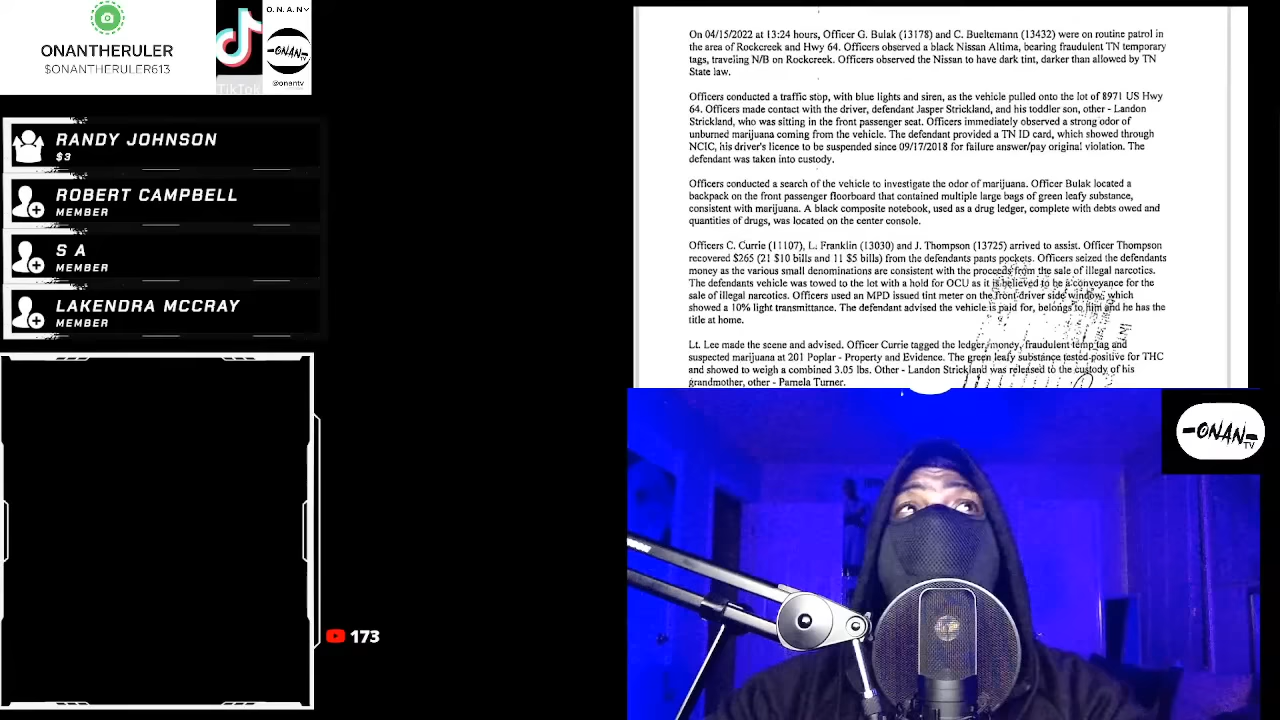 ONANTHERULER
$ONANTHERULER613
TikTok
O.N.A.N
-ONAN-
TV
@onantv
RANDY JOHNSON
$3
ROBERT CAMPBELL
MEMBER
S A
MEMBER
LAKENDRA MCCRAY
MEMBER
173
On 04/15/2022 at 13:24 hours, Officer G. Bulak (13178) and C. Bueltemann (13432) were on routine patrol in
the area of Rockcreek and Hwy 64. Officers observed a black Nissan Altima, bearing fraudulent TN temporary
tags, traveling N/B on Rockcreek. Officers observed the Nissan to have dark tint, darker than allowed by TN
State law.
Officers conducted a traffic stop, with blue lights and siren, as the vehicle pulled onto the lot of 8971 US Hwy
64. Officers made contact with the driver, defendant Jasper Strickland, and his toddler son, other - Landon
Strickland, who was sitting in the front passenger seat. Officers immediately observed a strong odor of
unburned marijuana coming from the vehicle. The defendant provided a TN ID card, which showed through
NCIC, his driver's licence to be suspended since 09/17/2018 for failure answer/pay original violation. The
defendant was taken into custody.
Officers conducted a search of the vehicle to investigate the odor of marijuana. Officer Bulak located a
backpack on the front passenger floorboard that contained multiple large bags of green leafy substance,
consistent with marijuana. A black composite notebook, used as a drug ledger, complete with debts owed and
quantities of drugs, was located on the center console.
Officers C. Currie (11107), L. Franklin (13030) and J. Thompson (13725) arrived to assist. Officer Thompson
recovered $265 (21 $10 bills and 11 $5 bills) from the defendants pants pockets. Officers seized the defendants
money as the various small denominations are consistent with the proceeds from the sale of illegal narcotics.
The defendants vehicle was towed to the lot with a hold for OCU as it is believed to be a conveyance for the
sale of illegal narcotics. Officers used an MPD issued tint meter on the front driver side window, which
showed a 10% light transmittance. The defendant advised the vehicle is paid for, belongs to him and he has the
title at home.
Lt. Lee made the scene and advised. Officer Currie tagged the ledger, money, fraudulent temp tag and
suspected marijuana at 201 Poplar - Property and Evidence. The green leafy substance tested positive for THC
and showed to weigh a combined 3.05 lbs. Other - Landon Strickland was released to the custody of his
grandmother, other - Pamela Turner.
-ONAN-
TV